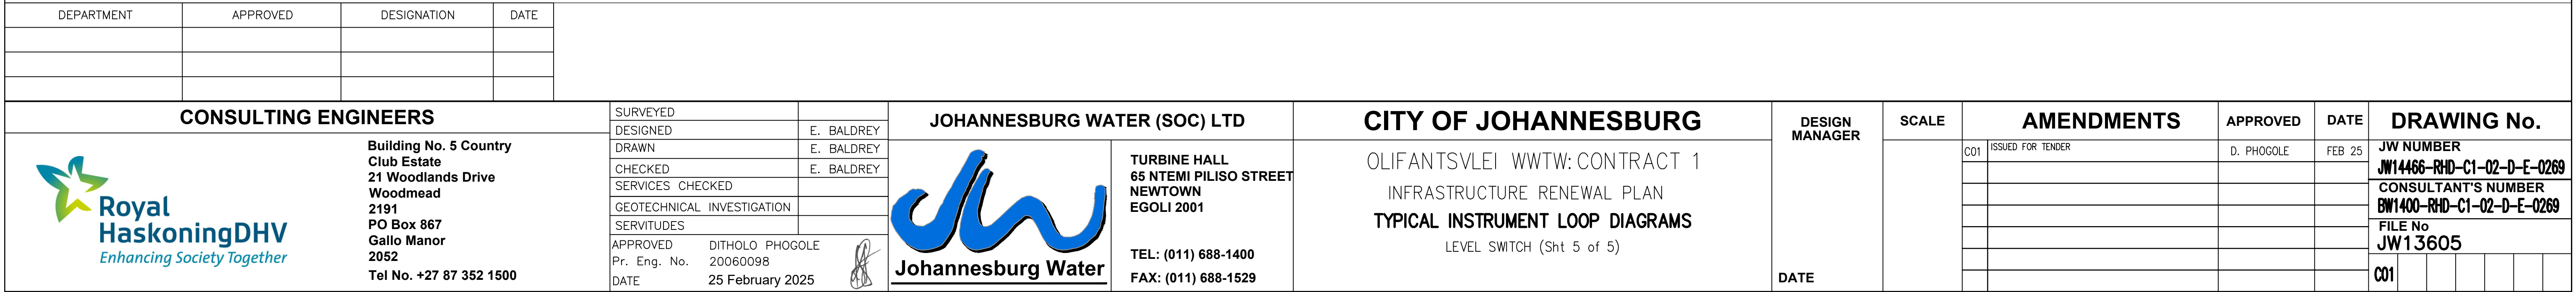 DEPARTMENT APPROVED DESIGNATION DATE
CONSULTING ENGINEERS
Royal
HaskoningDHV
Enhancing Society Together
Building No. 5 Country
Club Estate
21 Woodlands Drive
Woodmead
2191
PO Box 867
Gallo Manor
2052
Tel No. +27 87 352 1500
SURVEYED
DESIGNED E. BALDREY
DRAWN E. BALDREY
CHECKED E. BALDREY
SERVICES CHECKED
GEOTECHNICAL INVESTIGATION
SERVITUDES
APPROVED DITHOLO PHOGOLE
Pr. Eng. No. 20060098
DATE 25 February 2025
JOHANNESBURG WATER (SOC) LTD
Johannesburg Water
TURBINE HALL
65 NTEMI PILISO STREET
NEWTOWN
EGOLI 2001
TEL: (011) 688-1400
FAX: (011) 688-1529
CITY OF JOHANNESBURG
OLIFANTSVLEI WWTW: CONTRACT 1
INFRASTRUCTURE RENEWAL PLAN
TYPICAL INSTRUMENT LOOP DIAGRAMS
LEVEL SWITCH (Sht 5 of 5)
DESIGN
MANAGER
DATE
SCALE
AMENDMENTS APPROVED DATE
C01 ISSUED FOR TENDER D. PHOGOLE FEB 25
DRAWING No.
JW NUMBER
JW14466-RHD-C1-02-D-E-0269
CONSULTANT'S NUMBER
BW1400-RHD-C1-02-D-E-0269
FILE No
JW13605
C01